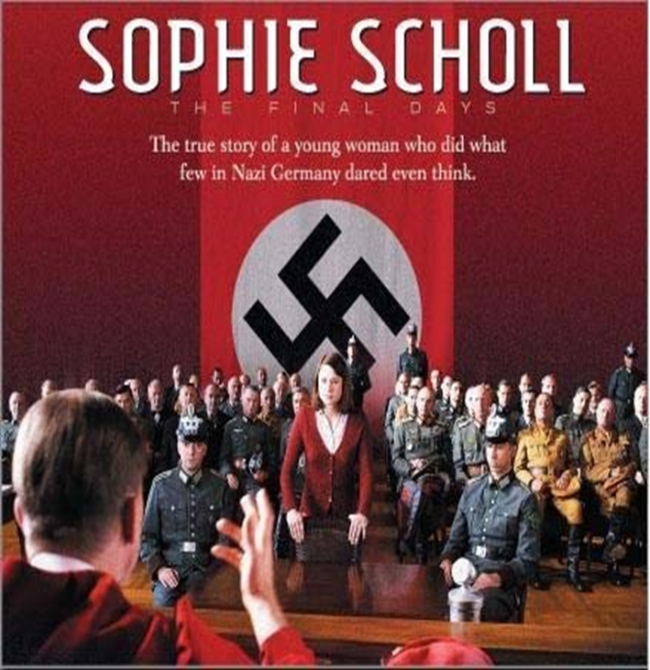 SOPHIE SCHOLL
THE FINAL DAYS
The true story of a young woman who did what
few in Nazi Germany dared even think.